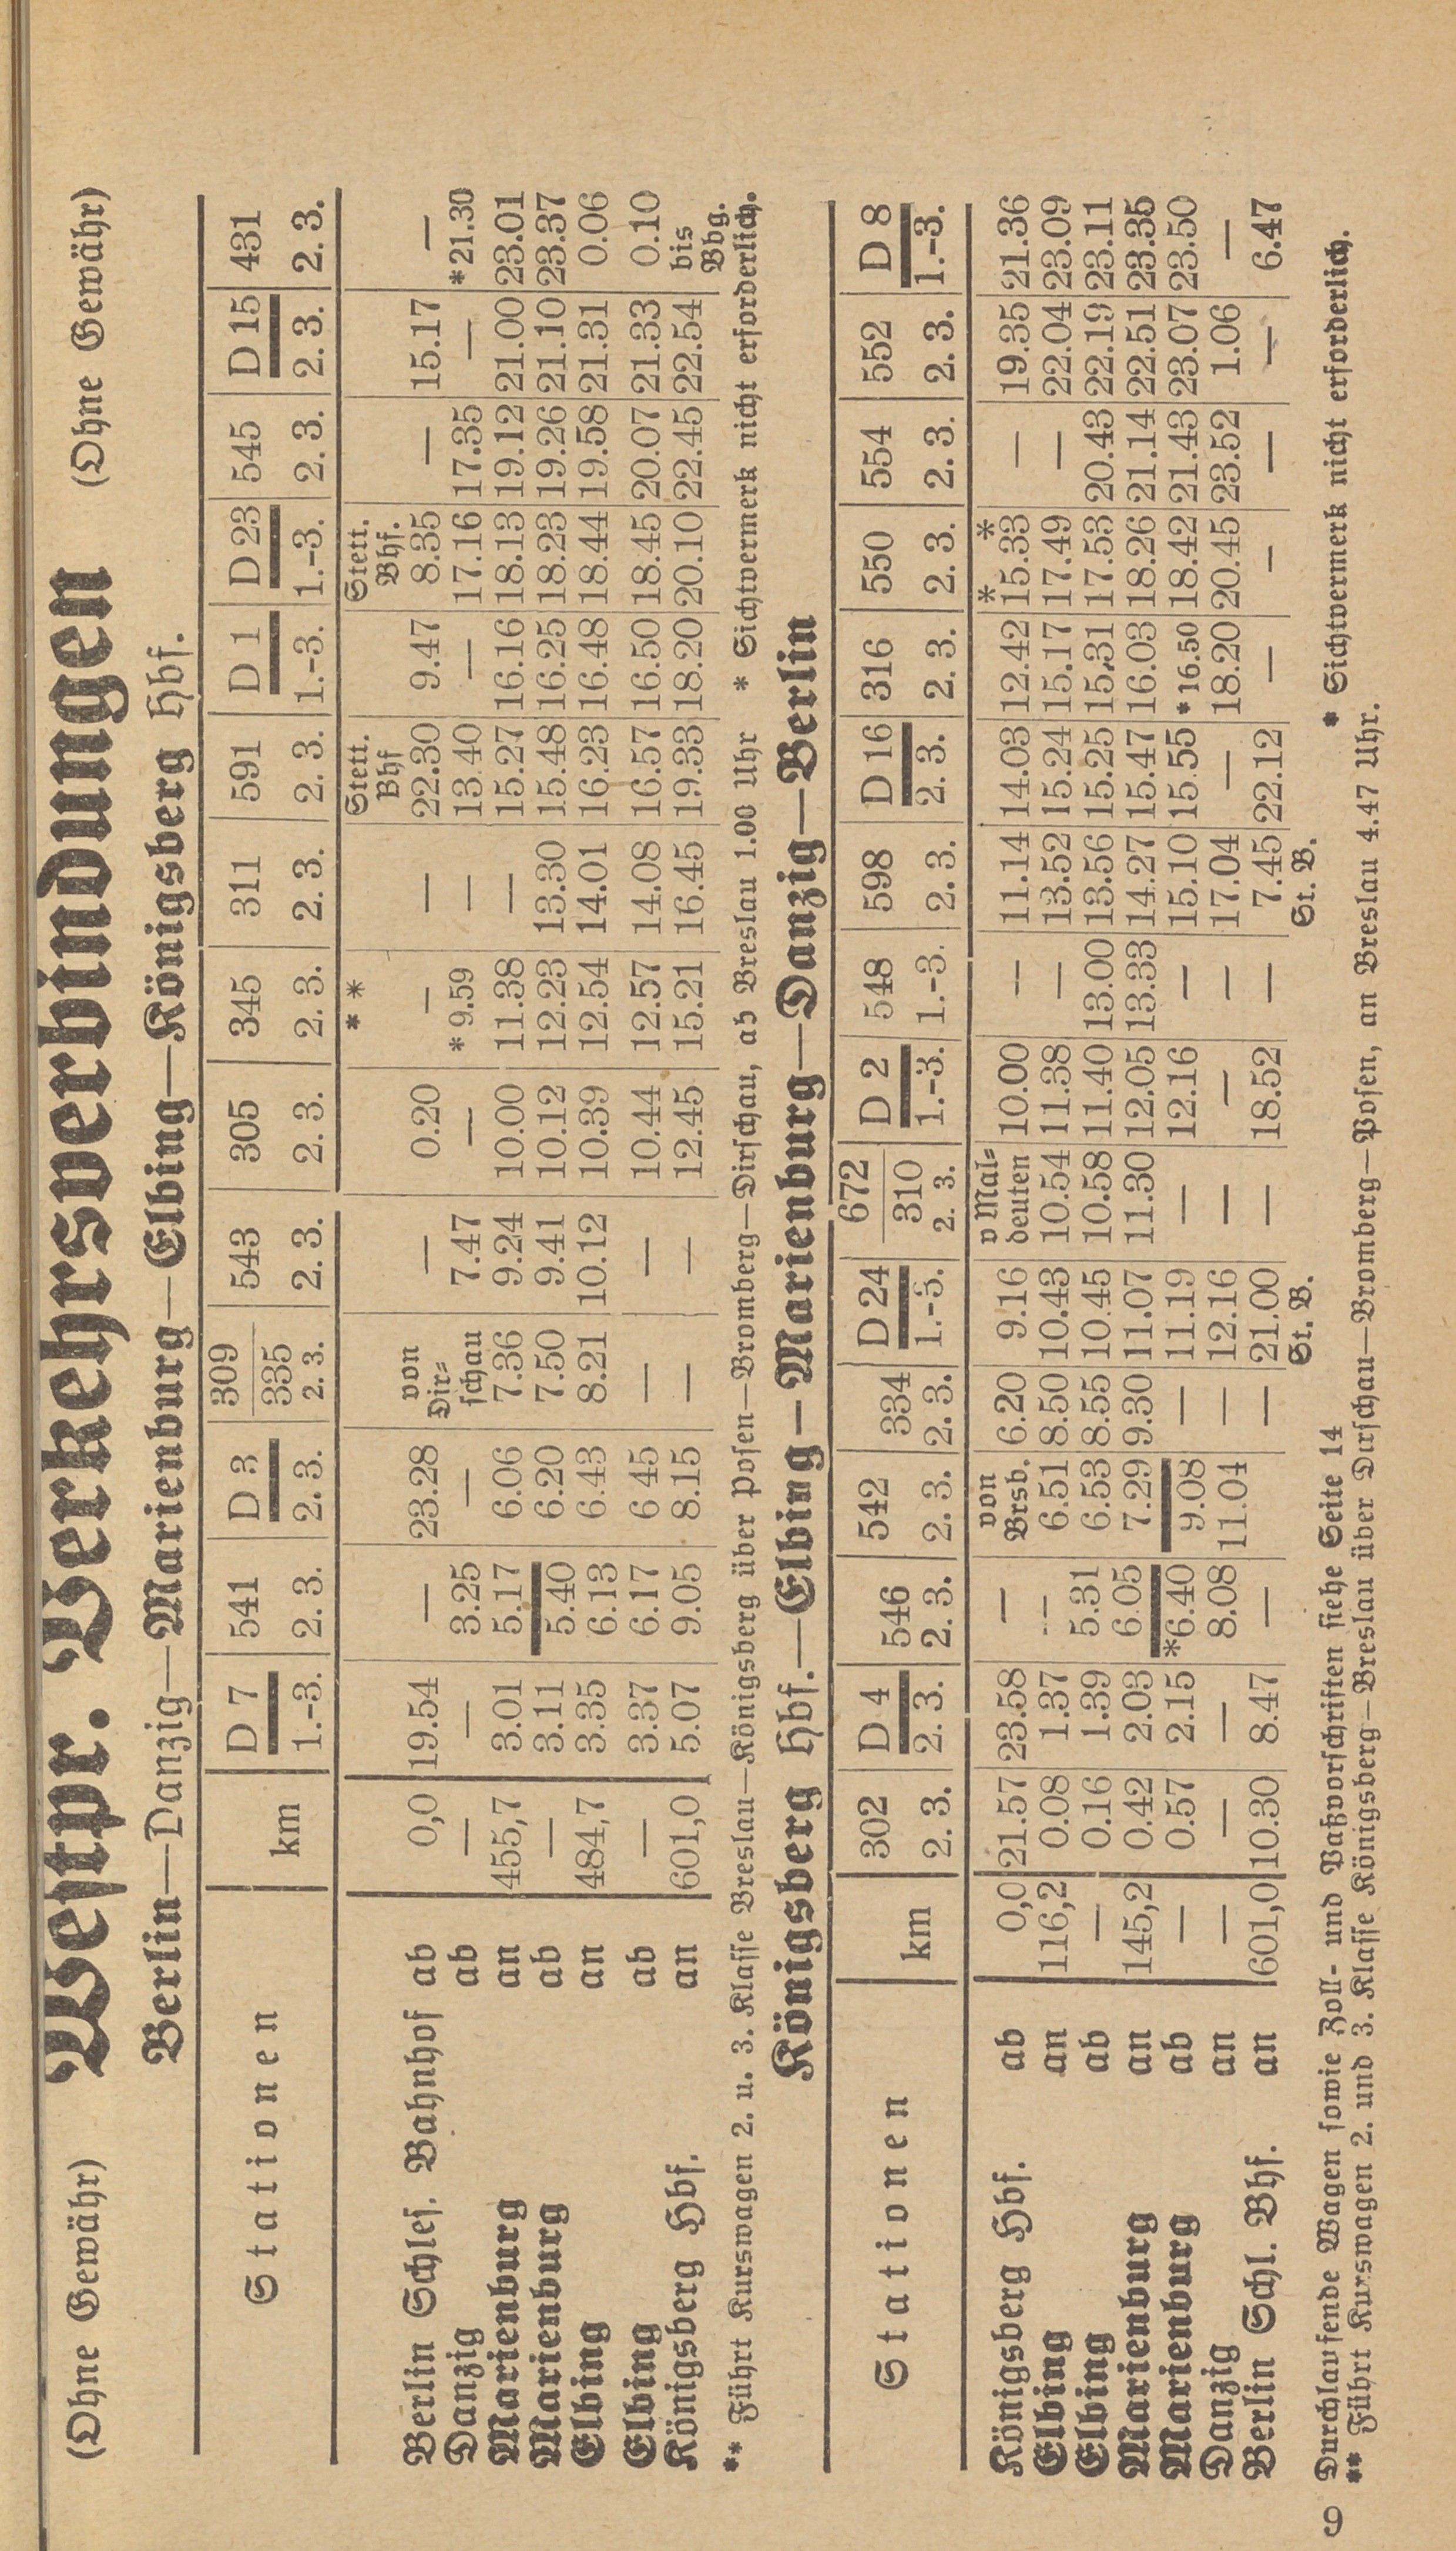 (Ohne Gewähr) Westpr. Verkehrsverbindungen (Ohne Gewähr)
Berlin—Danzig—Marienburg—Elbing—Königsberg Hbf.
Stationen | km | D 7 1.-3. | 541 2. 3. | D 3 2. 3. | 309 335 2. 3. | 543 2. 3. | 305 2. 3. | 345 2. 3. | 311 2. 3. | 591 2. 3. | D 1 1.-3. | D 23 1.-3. | 545 2. 3. | D 15 2. 3. | 431 2. 3.
* * Stett. Bhf Stett. Bhf.
Berlin Schles. Bahnhof ab | 0,0 | 19.54 | — | 23.28 | von | — | 0.20 | — | — | 22.30 | 9.47 | 8.35 | — | 15.17 | —
Danzig ab | — | — | 3.25 | — | Dir= | 7.47 | — | * 9.59 | — | 13.40 | — | 17.16 | 17.35 | — | *21.30
Marienburg an | 455,7 | 3.01 | 5.17 | 6.06 | schau 7.36 | 9.24 | 10.00 | 11.38 | — | 15.27 | 16.16 | 18.13 | 19.12 | 21.00 | 23.01
Marienburg ab | — | 3.11 | 5.40 | 6.20 | 7.50 | 9.41 | 10.12 | 12.23 | 13.30 | 15.48 | 16.25 | 18.23 | 19.26 | 21.10 | 23.37
Elbing an | 484,7 | 3.35 | 6.13 | 6.43 | 8.21 | 10.12 | 10.39 | 12.54 | 14.01 | 16.23 | 16.48 | 18.44 | 19.58 | 21.31 | 0.06
Elbing ab | — | 3.37 | 6.17 | 6 45 | — | — | 10.44 | 12.57 | 14.08 | 16.57 | 16.50 | 18.45 | 20.07 | 21.33 | 0.10
Königsberg Hbf. an | 601,0 | 5.07 | 9.05 | 8.15 | — | — | 12.45 | 15.21 | 16.45 | 19.33 | 18.20 | 20.10 | 22.45 | 22.54 | bis Bbg.
** Führt Kurswagen 2. u. 3. Klasse Breslau—Königsberg über Posen—Bromberg—Dirschau, ab Breslau 1.00 Uhr * Sichtvermerk nicht erforderlich.
Königsberg Hbf.—Elbing—Marienburg—Danzig—Berlin
Stationen | km | 302 2. 3. | D 4 2. 3. | 546 2. 3. | 542 2. 3. | 334 2. 3. | D 24 1.-3. | 672 310 2. 3. | D 2 1.-3. | 548 1.-3. | 598 2. 3. | D 16 2. 3. | 316 2. 3. | 550 2. 3. | 554 2. 3. | 552 2. 3. | D 8 1.-3.
Königsberg Hbf. ab | 0,0 | 21.57 | 23.58 | — | von Brsb. | 6.20 | 9.16 | v Mal= deuten | 10.00 | — | 11.14 | 14.03 | 12.42 | * * 15.33 | — | 19.35 | 21.36
Elbing an | 116,2 | 0.08 | 1.37 | — | 6.51 | 8.50 | 10.43 | 10.54 | 11.38 | — | 13.52 | 15.24 | 15.17 | 17.49 | — | 22.04 | 23.09
Elbing ab | — | 0.16 | 1.39 | 5.31 | 6.53 | 8.55 | 10.45 | 10.58 | 11.40 | 13.00 | 13.56 | 15.25 | 15.31 | 17.53 | 20.43 | 22.19 | 23.11
Marienburg an | 145,2 | 0.42 | 2.03 | 6.05 | 7.29 | 9.30 | 11.07 | 11.30 | 12.05 | 13.33 | 14.27 | 15.47 | 16.03 | 18.26 | 21.14 | 22.51 | 23.35
Marienburg ab | — | 0.57 | 2.15 | *6.40 | 9.08 | — | 11.19 | — | 12.16 | — | 15.10 | 15 55 | * 16.50 | 18.42 | 21.43 | 23.07 | 23.50
Danzig an | — | — | — | 8.08 | 11.04 | — | 12.16 | — | — | — | 17.04 | — | 18.20 | 20.45 | 23.52 | 1.06 | —
Berlin Schl. Bhf. an | 601,0 | 10.30 | 8.47 | — | — | 21.00 | — | 18.52 | — | 7.45 | 22.12 | — | — | — | — | 6.47
St. B. St. B.
6 Durchlaufende Wagen sowie Zoll- und Paßvorschriften siehe Seite 14 * Sichtvermerk nicht erforderlich.
** Führt Kurswagen 2. und 3. Klasse Königsberg—Breslau über Dirschau—Bromberg—Posen, an Breslau 4.47 Uhr.